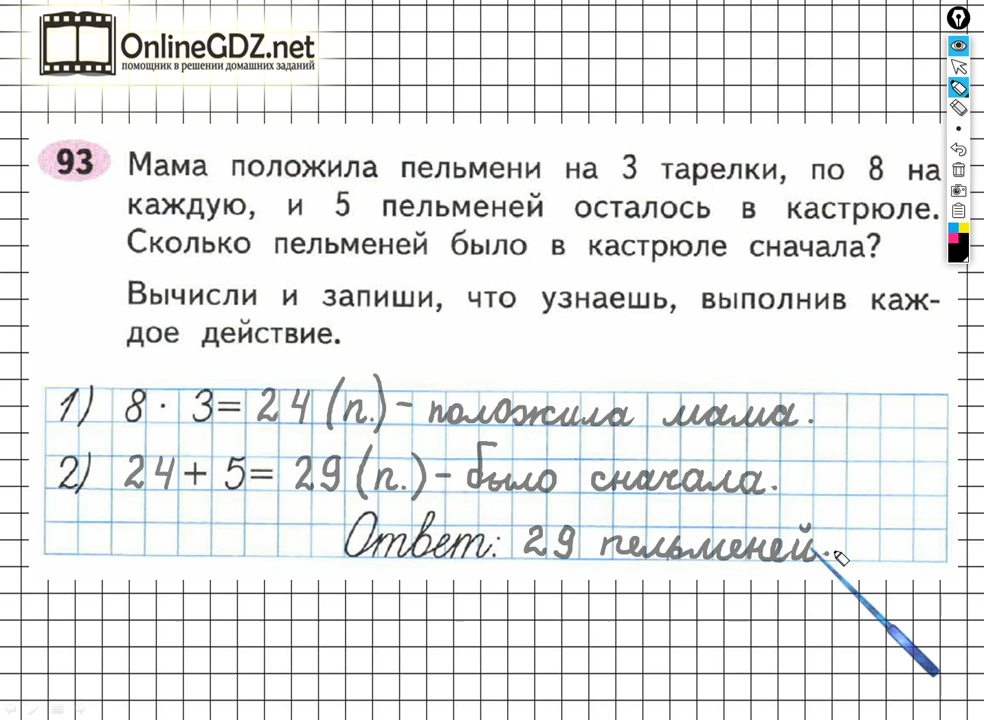 OnlineGDZ.net
помощник в решении домашних заданий
93 Мама положила пельмени на 3 тарелки, по 8 на
каждую, и 5 пельменей осталось в кастрюле.
Сколько пельменей было в кастрюле сначала?
Вычисли и запиши, что узнаешь, выполнив каж-
дое действие.
1) 8 · 3 = 24 (п.) – положила мама.
2) 24 + 5 = 29 (п.) – было сначала.
Ответ: 29 пельменей.